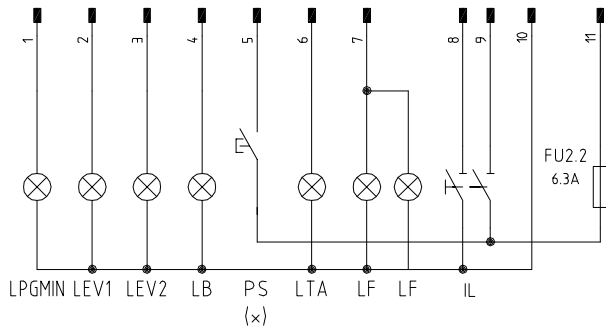 1 2 3 4 5 6 7 8 9 10 11
FU2.2
6.3A
LPGMIN LEV1 LEV2 LB PS LTA LF LF IL
(x)